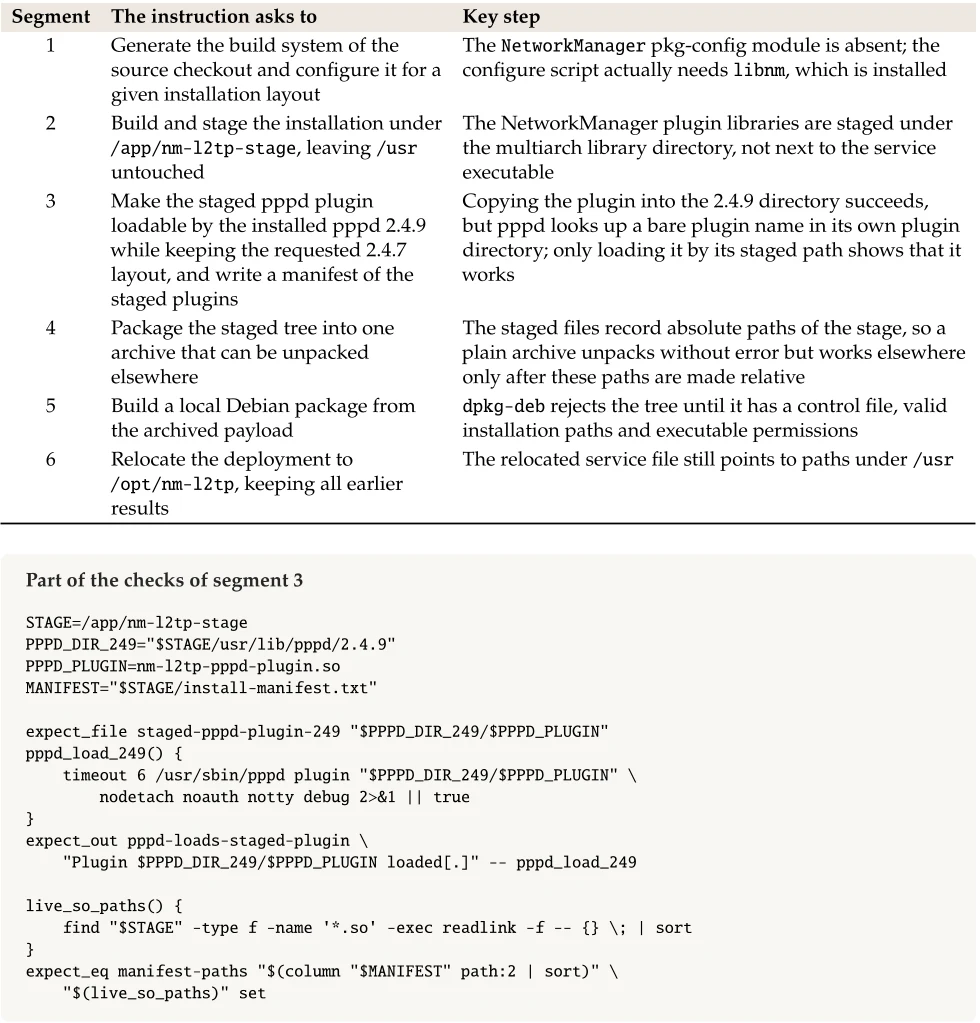 Segment The instruction asks to Key step
1 Generate the build system of the The NetworkManager pkg-config module is absent; the
source checkout and configure it for a configure script actually needs libnm, which is installed
given installation layout
2 Build and stage the installation under The NetworkManager plugin libraries are staged under
/app/nm-l2tp-stage, leaving /usr the multiarch library directory, not next to the service
untouched executable
3 Make the staged pppd plugin Copying the plugin into the 2.4.9 directory succeeds,
loadable by the installed pppd 2.4.9 but pppd looks up a bare plugin name in its own plugin
while keeping the requested 2.4.7 directory; only loading it by its staged path shows that it
layout, and write a manifest of the works
staged plugins
4 Package the staged tree into one The staged files record absolute paths of the stage, so a
archive that can be unpacked plain archive unpacks without error but works elsewhere
elsewhere only after these paths are made relative
5 Build a local Debian package from dpkg-deb rejects the tree until it has a control file, valid
the archived payload installation paths and executable permissions
6 Relocate the deployment to The relocated service file still points to paths under /usr
/opt/nm-l2tp, keeping all earlier
results
Part of the checks of segment 3
STAGE=/app/nm-l2tp-stage
PPPD_DIR_249="$STAGE/usr/lib/pppd/2.4.9"
PPPD_PLUGIN=nm-l2tp-pppd-plugin.so
MANIFEST="$STAGE/install-manifest.txt"
expect_file staged-pppd-plugin-249 "$PPPD_DIR_249/$PPPD_PLUGIN"
pppd_load_249() {
timeout 6 /usr/sbin/pppd plugin "$PPPD_DIR_249/$PPPD_PLUGIN" \
nodetach noauth notty debug 2>&1 || true
}
expect_out pppd-loads-staged-plugin \
"Plugin $PPPD_DIR_249/$PPPD_PLUGIN loaded[.]" -- pppd_load_249
live_so_paths() {
find "$STAGE" -type f -name '*.so' -exec readlink -f -- {} \; | sort
}
expect_eq manifest-paths "$(column "$MANIFEST" path:2 | sort)" \
"$(live_so_paths)" set